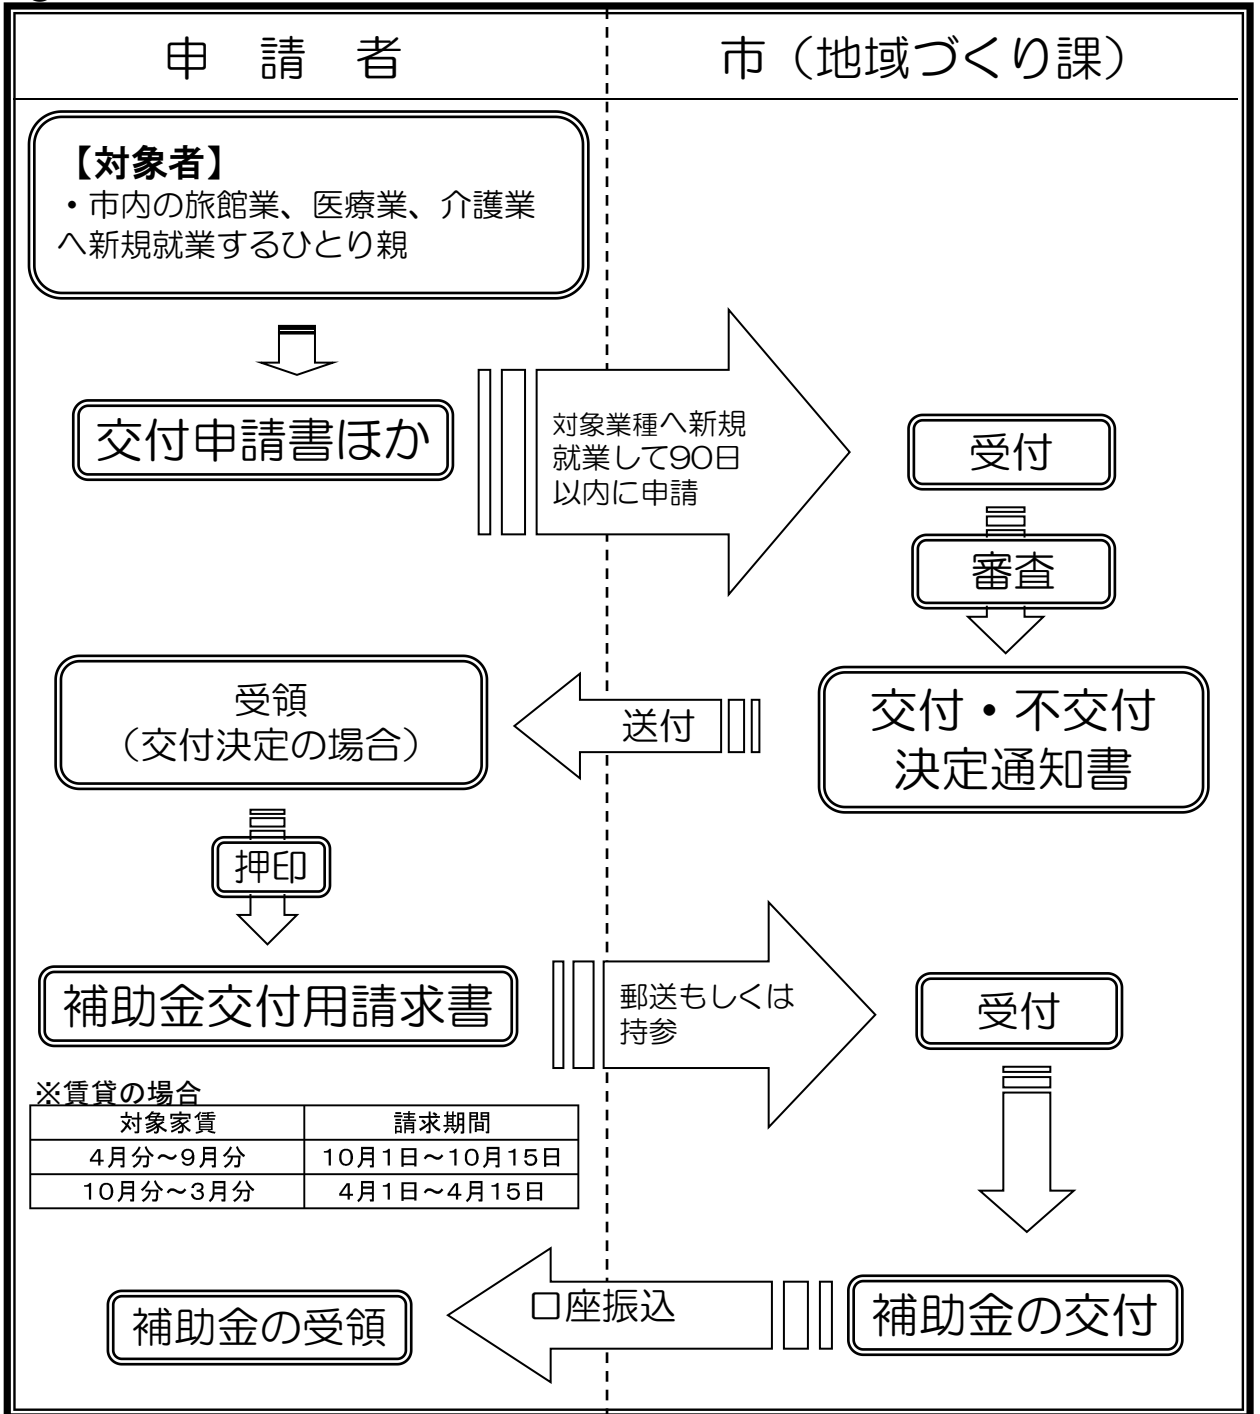 申 請 者
市（地域づくり課）
【対象者】
・市内の旅館業、医療業、介護業
へ新規就業するひとり親
交付申請書ほか
対象業種へ新規
就業して90日
以内に申請
受付
審査
交付・不交付
決定通知書
送付
受領
（交付決定の場合）
押印
補助金交付用請求書
郵送もしくは
持参
受付
※賃貸の場合
対象家賃 請求期間
4月分～9月分 10月1日～10月15日
10月分～3月分 4月1日～4月15日
補助金の交付
口座振込
補助金の受領